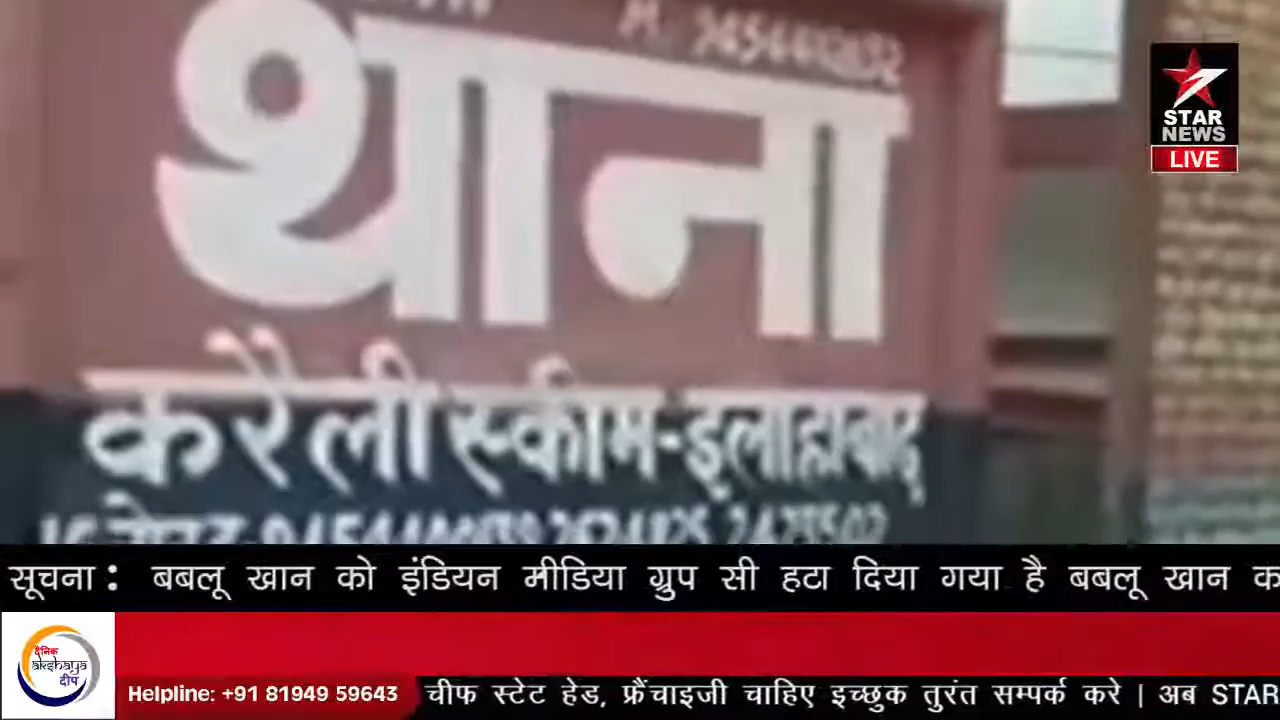 थाना
STAR
NEWS
LIVE
करैली स्कीम-इलाहाबाद
सूचना : बबलू खान को इंडियन मीडिया ग्रुप सी हटा दिया गया है बबलू खान क
दैनिक
akshaya
दीप
Helpline: +91 81949 59643
चीफ स्टेट हेड, फ्रैंचाइजी चाहिए इच्छुक तुरंत सम्पर्क करे | अब STAR